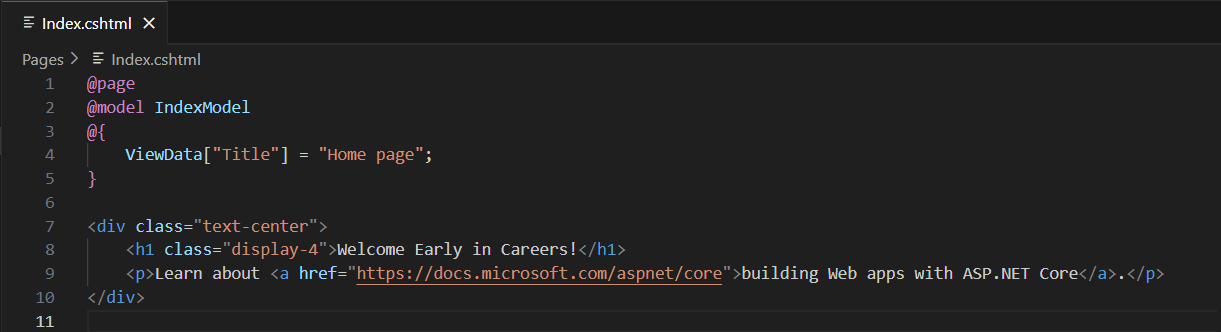 Index.cshtml
Pages > Index.cshtml
1 @page
2 @model IndexModel
3 @{
4     ViewData["Title"] = "Home page";
5 }
6
7 <div class="text-center">
8     <h1 class="display-4">Welcome Early in Careers!</h1>
9     <p>Learn about <a href="https://docs.microsoft.com/aspnet/core">building Web apps with ASP.NET Core</a>.</p>
10 </div>
11